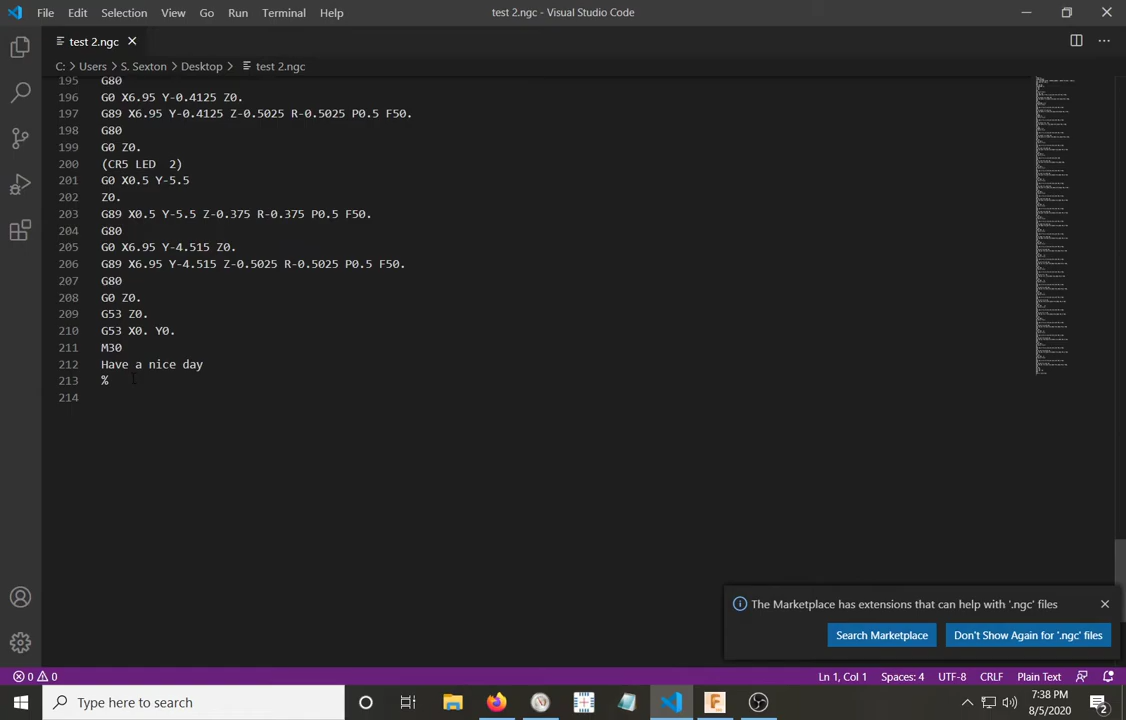 File Edit Selection View Go Run Terminal Help
test 2.ngc - Visual Studio Code
test 2.ngc
C: > Users > S. Sexton > Desktop > test 2.ngc
195 G80
196 G0 X6.95 Y-0.4125 Z0.
197 G89 X6.95 Y-0.4125 Z-0.5025 R-0.5025 P0.5 F50.
198 G80
199 G0 Z0.
200 (CR5 LED  2)
201 G0 X0.5 Y-5.5
202 Z0.
203 G89 X0.5 Y-5.5 Z-0.375 R-0.375 P0.5 F50.
204 G80
205 G0 X6.95 Y-4.515 Z0.
206 G89 X6.95 Y-4.515 Z-0.5025 R-0.5025 P0.5 F50.
207 G80
208 G0 Z0.
209 G53 Z0.
210 G53 X0. Y0.
211 M30
212 Have a nice day
213 %
214
The Marketplace has extensions that can help with '.ngc' files
Search Marketplace
Don't Show Again for '.ngc' files
0 0
Ln 1, Col 1 Spaces: 4 UTF-8 CRLF Plain Text
Type here to search
7:38 PM
8/5/2020
2